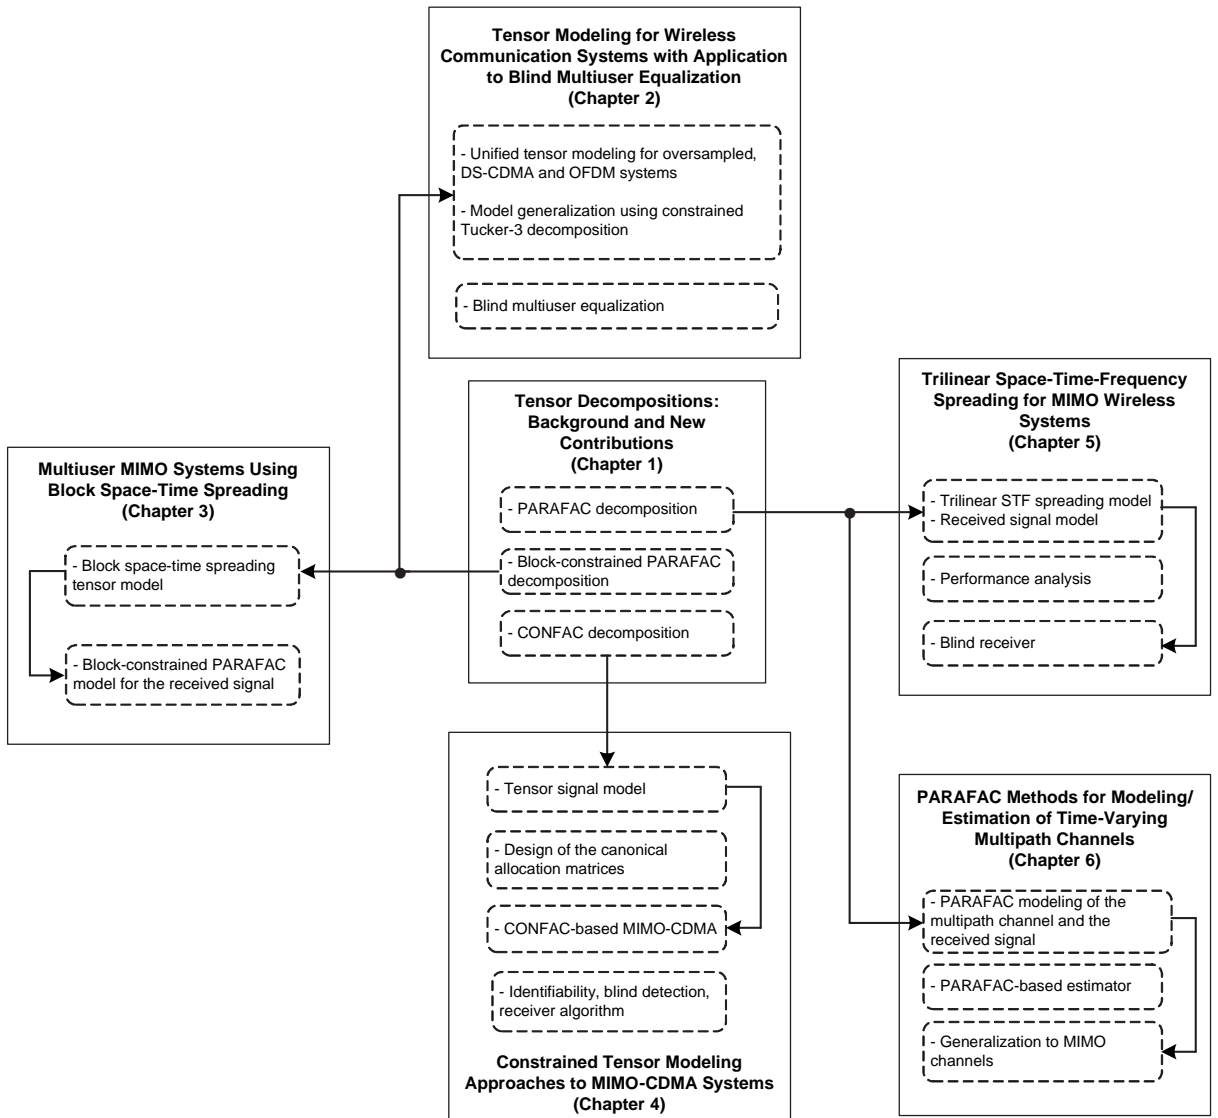 Tensor Modeling for Wireless
Communication Systems with Application
to Blind Multiuser Equalization
(Chapter 2)
- Unified tensor modeling for oversampled,
DS-CDMA and OFDM systems
- Model generalization using constrained
Tucker-3 decomposition
- Blind multiuser equalization
Tensor Decompositions:
Background and New
Contributions
(Chapter 1)
- PARAFAC decomposition
- Block-constrained PARAFAC
decomposition
- CONFAC decomposition
Multiuser MIMO Systems Using
Block Space-Time Spreading
(Chapter 3)
- Block space-time spreading
tensor model
- Block-constrained PARAFAC
model for the received signal
Trilinear Space-Time-Frequency
Spreading for MIMO Wireless
Systems
(Chapter 5)
- Trilinear STF spreading model
- Received signal model
- Performance analysis
- Blind receiver
- Tensor signal model
- Design of the canonical
allocation matrices
- CONFAC-based MIMO-CDMA
- Identifiability, blind detection,
receiver algorithm
Constrained Tensor Modeling
Approaches to MIMO-CDMA Systems
(Chapter 4)
PARAFAC Methods for Modeling/
Estimation of Time-Varying
Multipath Channels
(Chapter 6)
- PARAFAC modeling of the
multipath channel and the
received signal
- PARAFAC-based estimator
- Generalization to MIMO
channels